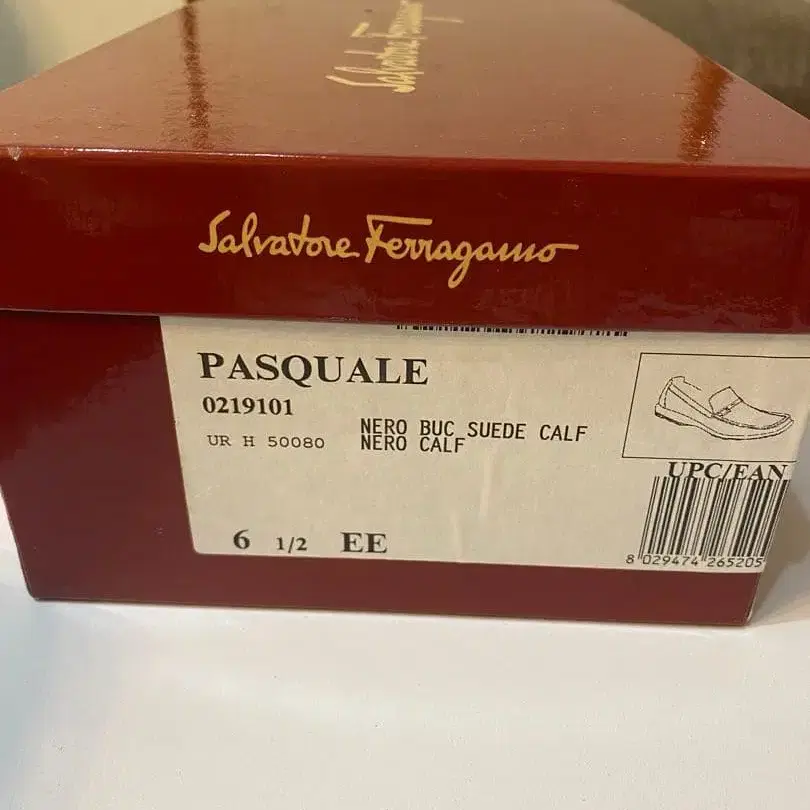 Salvatore Ferragamo
Salvatore Ferragamo
PASQUALE
0219101
UR H 50080
NERO BUC SUEDE CALF
NERO CALF
UPC/EAN
8 029474 265205
6 1/2 EE